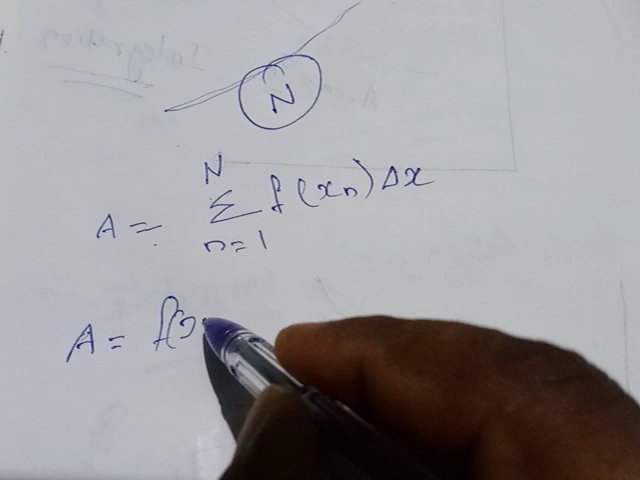 N
N
A = Σ f(xn) Δx
n=1
A = f(x